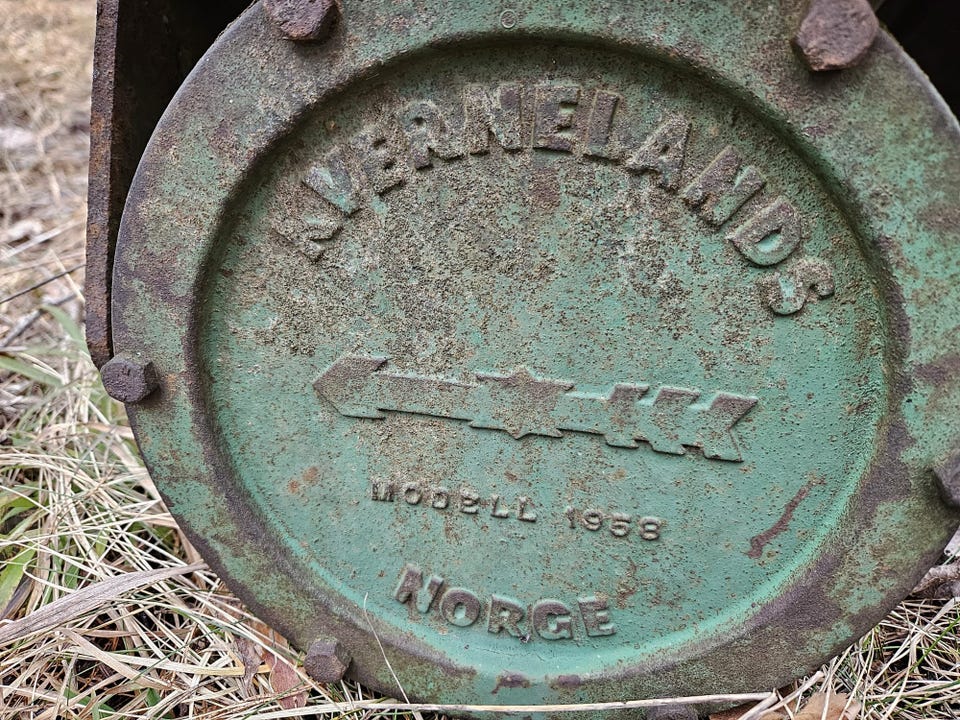 KVERNELANDS
MODELL 1958
NORGE